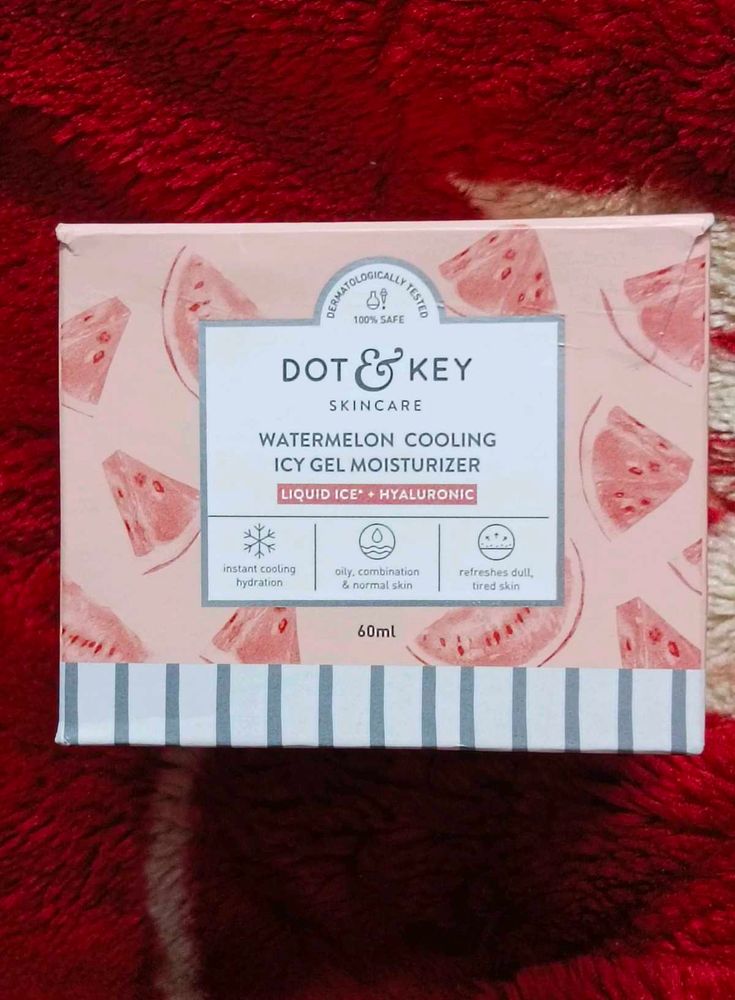 DERMATOLOGICALLY TESTED
100% SAFE
DOT & KEY
SKINCARE
WATERMELON COOLING
ICY GEL MOISTURIZER
LIQUID ICE* + HYALURONIC
instant cooling
hydration
oily, combination
& normal skin
refreshes dull,
tired skin
60ml